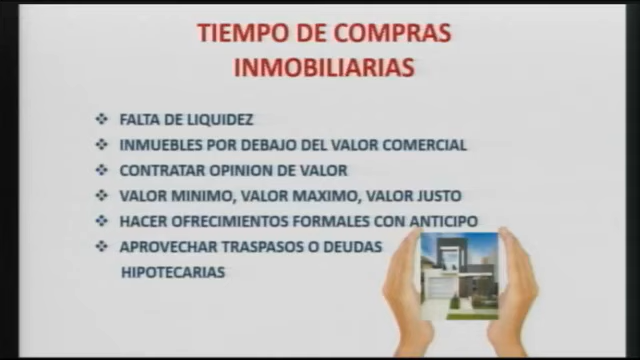 TIEMPO DE COMPRAS
INMOBILIARIAS
❖ FALTA DE LIQUIDEZ
❖ INMUEBLES POR DEBAJO DEL VALOR COMERCIAL
❖ CONTRATAR OPINION DE VALOR
❖ VALOR MINIMO, VALOR MAXIMO, VALOR JUSTO
❖ HACER OFRECIMIENTOS FORMALES CON ANTICIPO
❖ APROVECHAR TRASPASOS O DEUDAS
HIPOTECARIAS